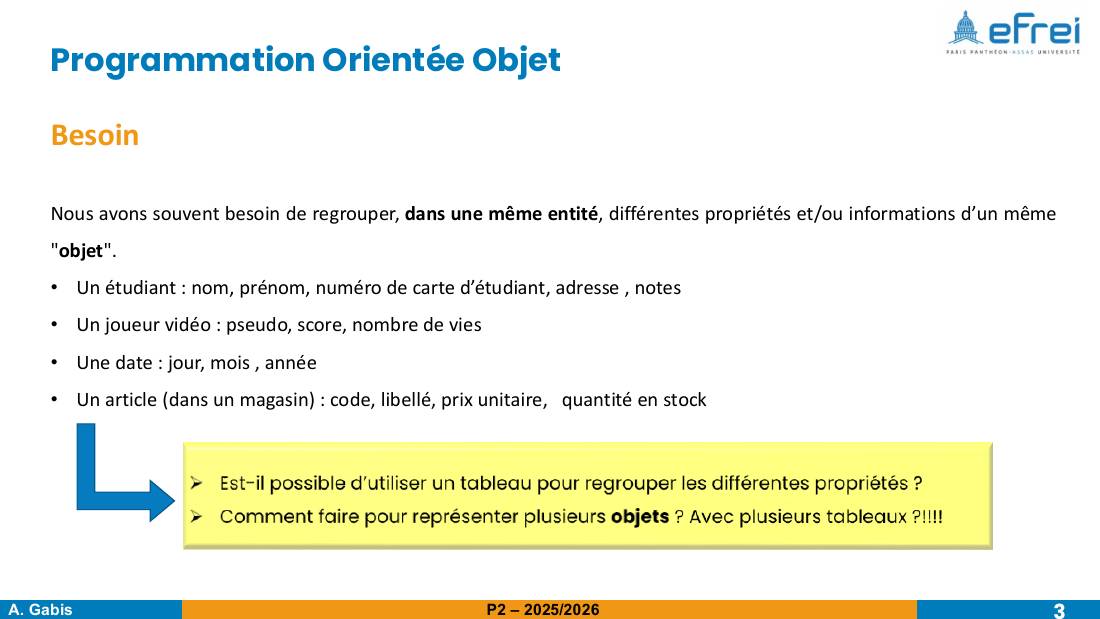 efrei
PARIS PANTHÉON-ASSAS UNIVERSITÉ
Programmation Orientée Objet
Besoin
Nous avons souvent besoin de regrouper, dans une même entité, différentes propriétés et/ou informations d’un même
"objet".
• Un étudiant : nom, prénom, numéro de carte d’étudiant, adresse , notes
• Un joueur vidéo : pseudo, score, nombre de vies
• Une date : jour, mois , année
• Un article (dans un magasin) : code, libellé, prix unitaire, quantité en stock
➢ Est-il possible d’utiliser un tableau pour regrouper les différentes propriétés ?
➢ Comment faire pour représenter plusieurs objets ? Avec plusieurs tableaux ?!!!!
A. Gabis
P2 – 2025/2026
3